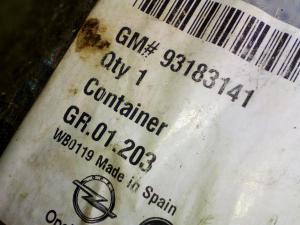 GM# 93183141
Qty 1
Container
GR.01.203
WB0119 Made in Spain